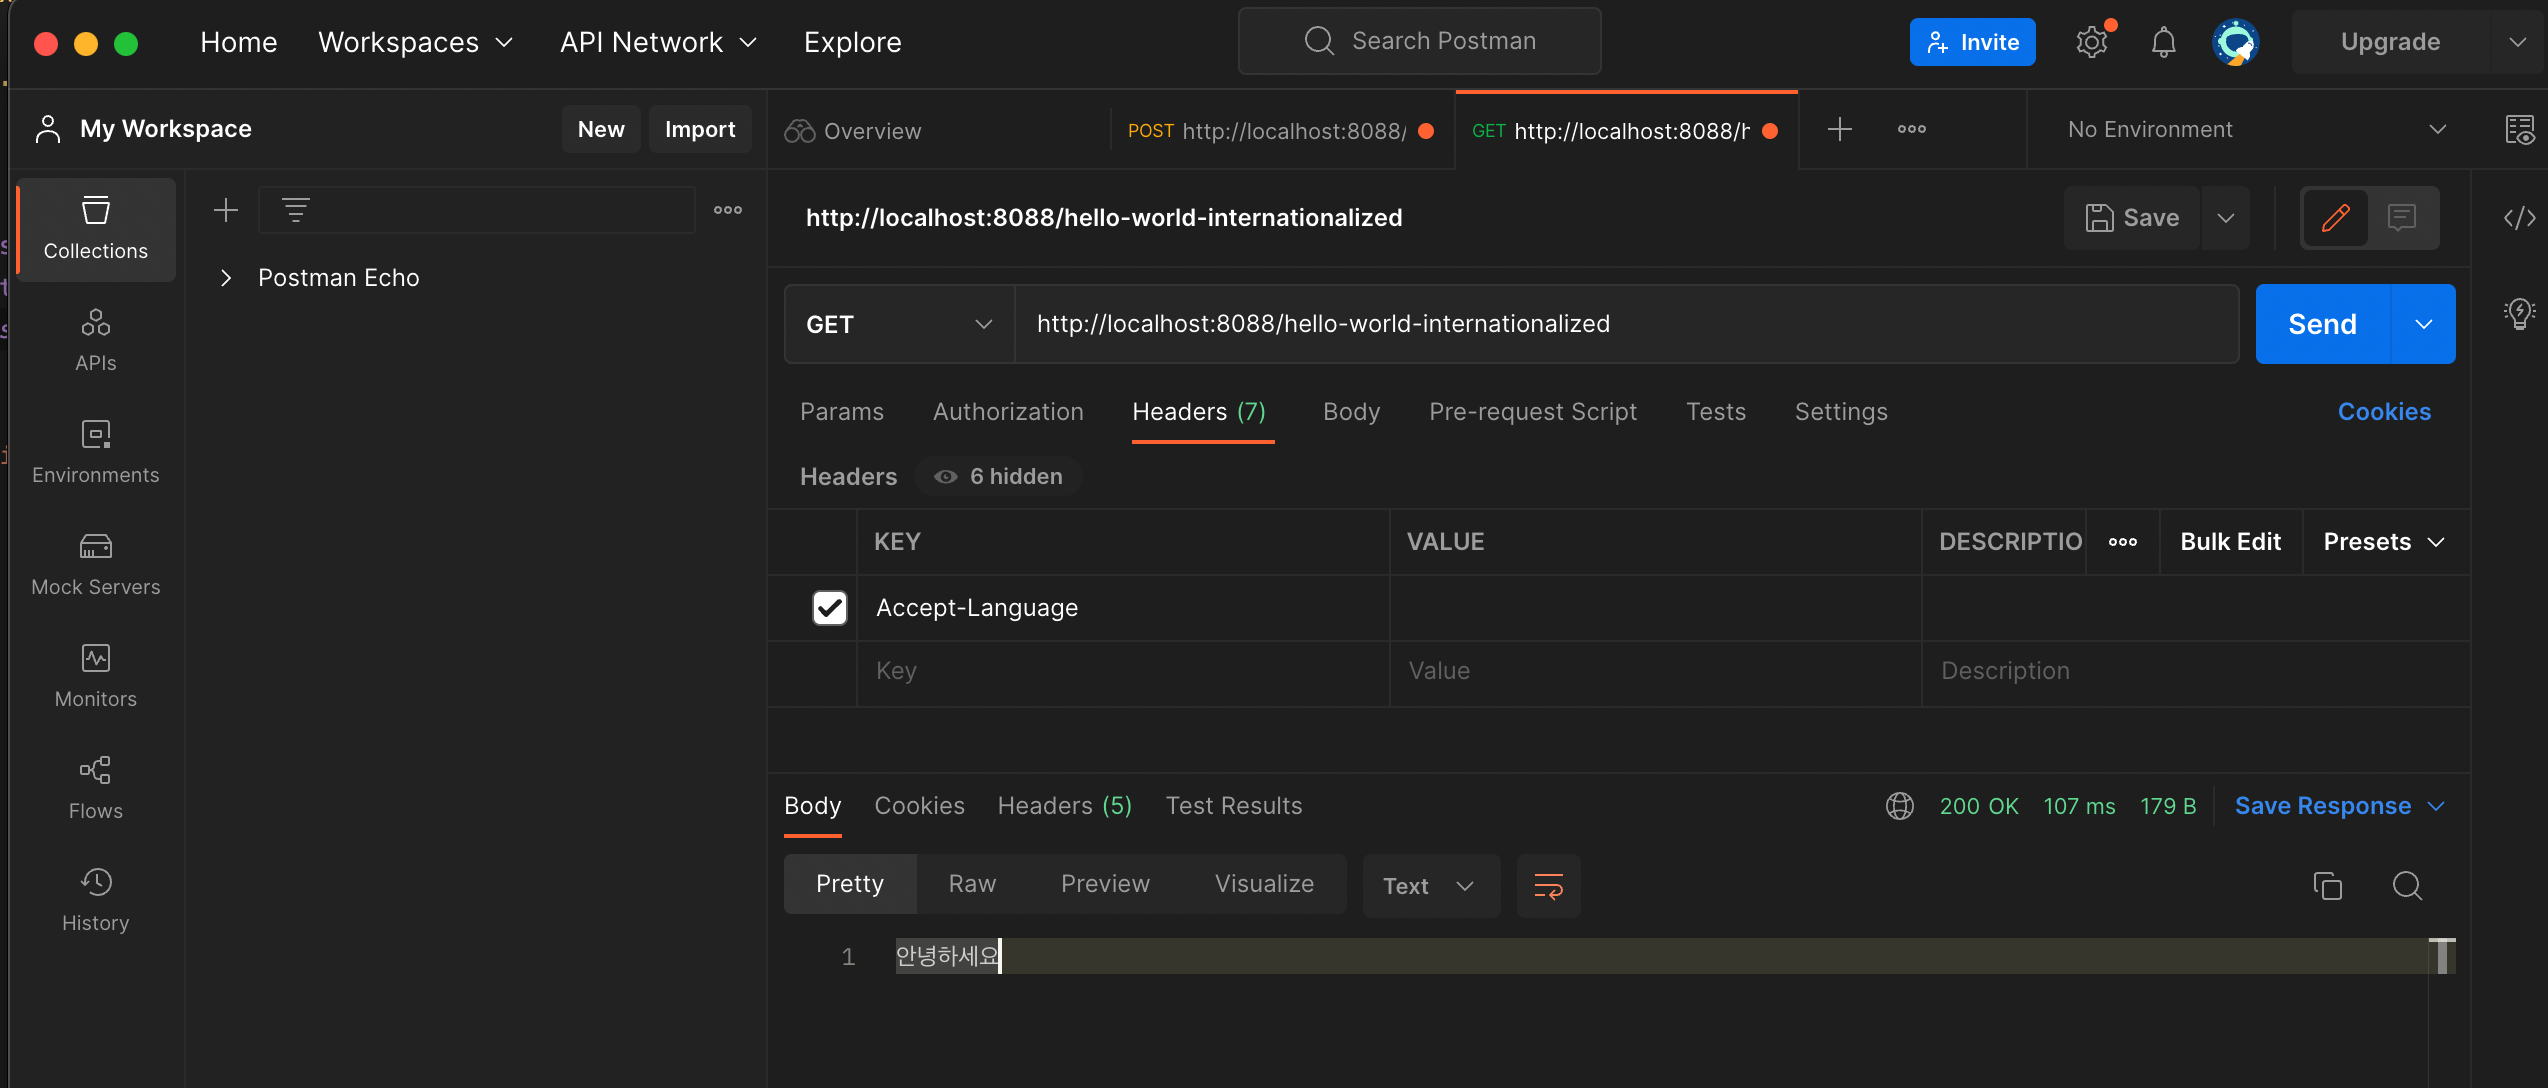 Home Workspaces API Network Explore Search Postman Invite Upgrade
My Workspace New Import Overview POST http://localhost:8088/ GET http://localhost:8088/h No Environment
Collections
APIs
Environments
Mock Servers
Monitors
Flows
History
Postman Echo
http://localhost:8088/hello-world-internationalized Save
GET http://localhost:8088/hello-world-internationalized Send
Params Authorization Headers (7) Body Pre-request Script Tests Settings Cookies
Headers 6 hidden
KEY VALUE DESCRIPTIO Bulk Edit Presets
Accept-Language
Key Value Description
Body Cookies Headers (5) Test Results 200 OK 107 ms 179 B Save Response
Pretty Raw Preview Visualize Text
1 안녕하세요